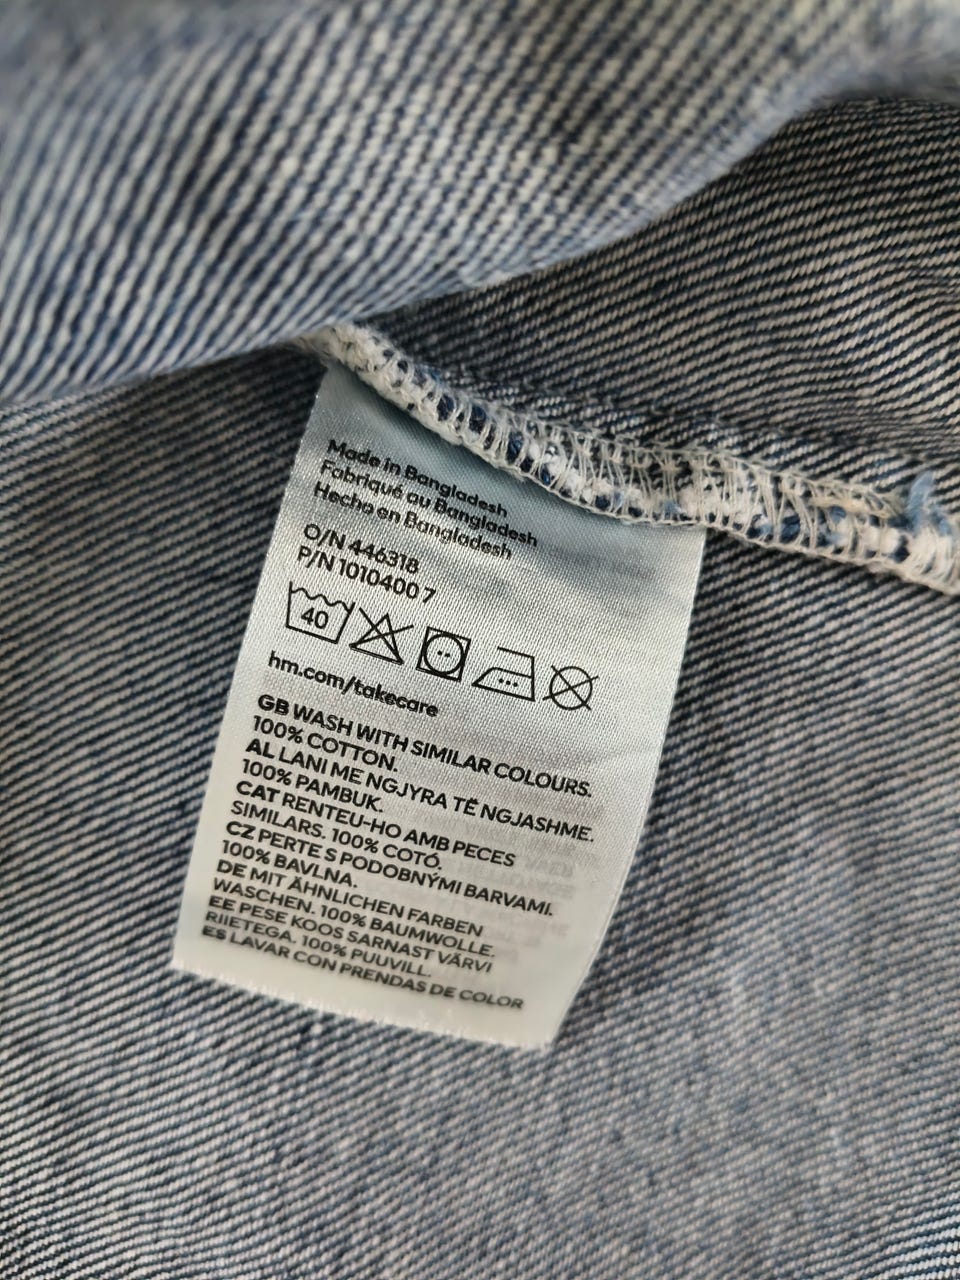 Made in Bangladesh
Fabriqué au Bangladesh
Hecho en Bangladesh
O/N 446318
P/N 1010400 7
40
hm.com/takecare
GB WASH WITH SIMILAR COLOURS.
100% COTTON.
AL LANI ME NGJYRA TË NGJASHME.
100% PAMBUK.
CAT RENTEU-HO AMB PECES
SIMILARS. 100% COTÓ.
CZ PERTE S PODOBNÝMI BARVAMI.
100% BAVLNA.
DE MIT ÄHNLICHEN FARBEN
WASCHEN. 100% BAUMWOLLE.
EE PESE KOOS SARNAST VÄRVI
RIIETEGA. 100% PUUVILL.
ES LAVAR CON PRENDAS DE COLOR